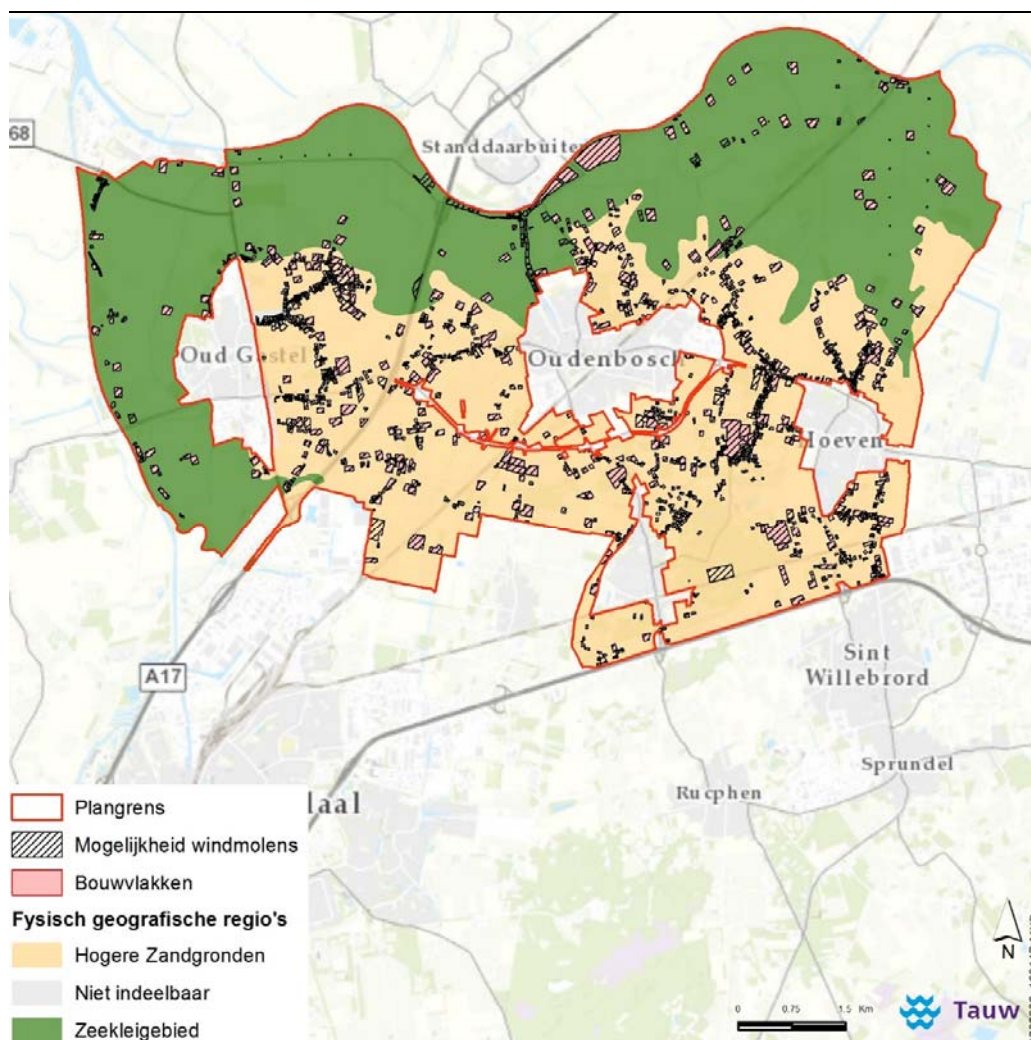 68
Standdaarbuiten
Oud Gastel
Oudenbosch
Hoeven
A17
Sint
Willebrord
Sprundel
Rucphen
daal
Plangrens
Mogelijkheid windmolens
Bouwvlakken
Fysisch geografische regio's
Hogere Zandgronden
Niet indeelbaar
Zeekleigebied
N
0 0.75 1.5 Km
Tauw